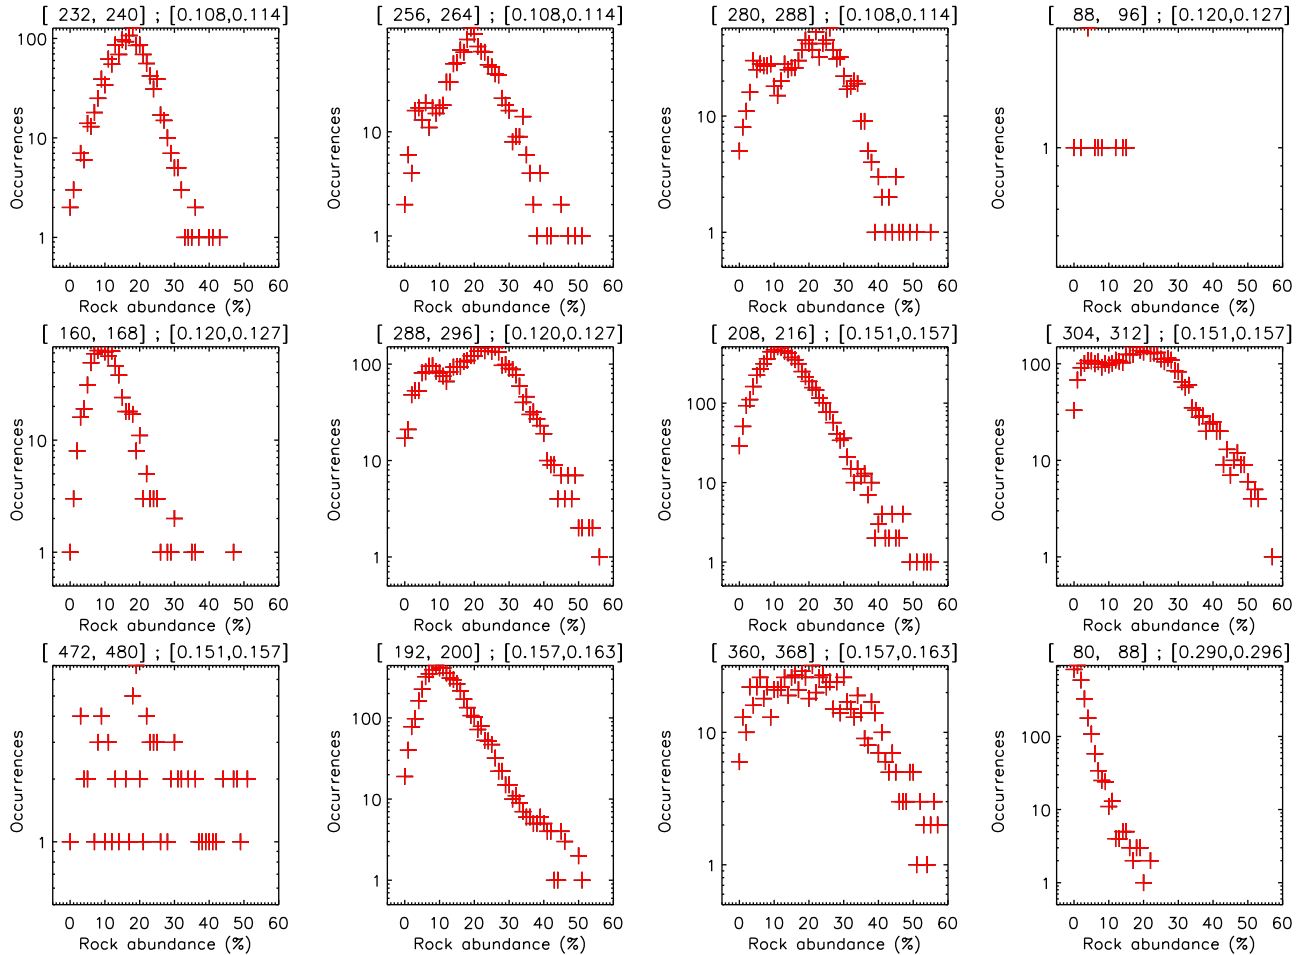 [ 232, 240] ; [0.108,0.114]
100
10
1
Occurrences
0 10 20 30 40 50 60
Rock abundance (%)
[ 256, 264] ; [0.108,0.114]
10
1
Occurrences
0 10 20 30 40 50 60
Rock abundance (%)
[ 280, 288] ; [0.108,0.114]
10
1
Occurrences
0 10 20 30 40 50 60
Rock abundance (%)
[ 88, 96] ; [0.120,0.127]
1
Occurrences
0 10 20 30 40 50 60
Rock abundance (%)
[ 160, 168] ; [0.120,0.127]
10
1
Occurrences
0 10 20 30 40 50 60
Rock abundance (%)
[ 288, 296] ; [0.120,0.127]
100
10
1
Occurrences
0 10 20 30 40 50 60
Rock abundance (%)
[ 208, 216] ; [0.151,0.157]
100
10
1
Occurrences
0 10 20 30 40 50 60
Rock abundance (%)
[ 304, 312] ; [0.151,0.157]
100
10
1
Occurrences
0 10 20 30 40 50 60
Rock abundance (%)
[ 472, 480] ; [0.151,0.157]
1
Occurrences
0 10 20 30 40 50 60
Rock abundance (%)
[ 192, 200] ; [0.157,0.163]
100
10
1
Occurrences
0 10 20 30 40 50 60
Rock abundance (%)
[ 360, 368] ; [0.157,0.163]
10
1
Occurrences
0 10 20 30 40 50 60
Rock abundance (%)
[ 80, 88] ; [0.290,0.296]
100
10
1
Occurrences
0 10 20 30 40 50 60
Rock abundance (%)